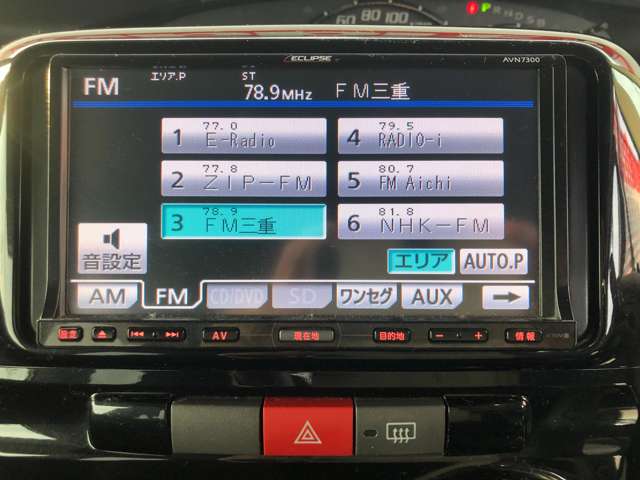 60 80 100
P
ECLIPSE
AVN7300
FM
エリア.P
ST
78.9MHz
FM三重
1 77.0 E-Radio
4 79.5 RADIO-i
2 77.8 ZIP-FM
5 80.7 FM Aichi
3 78.9 FM三重
6 81.8 NHK-FM
音設定
エリア
AUTO.P
AM
FM
CD/DVD
SD
ワンセグ
AUX
AV
現在地
目的地
情報